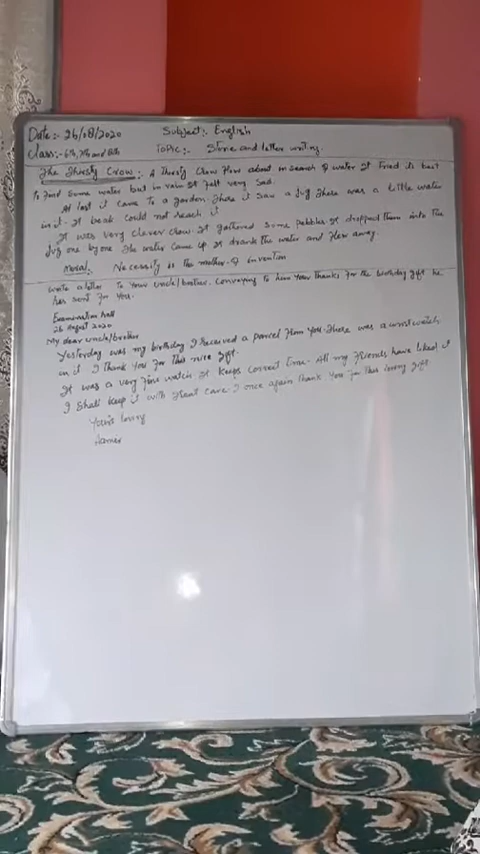 Date:- 26/08/2020 Subject:- English
Class:- 6th, 7th and 8th Topic:- Storie and letter writing.
The thirsty Crow:- A Thirsty Crow Flew about in search of water It Tried its best
to find some water but in vain It felt very sad.
At last it came to a garden. There it saw a Jug There was a little water
in it. It beak could not reach it
It was very clever crow. It gathered some pebbles It dropped them into the
Jug one by one The water came up It drank the water and flew away.
Moral:- Necessity is the mother of invention
Write a letter To Your uncle/brother. Conveying to him Your thanks for the birthday gift he
has sent for You.
Examination hall
26 August 2020
My dear uncle/brother
Yesterday was my birthday I received a parcel from You. There was a wrist watch
in it I thank You for this nice gift.
It was a very fine watch It keeps correct time. All my friends have liked it
I shall keep it with great care. I once again thank You for this gift.
Your's loving